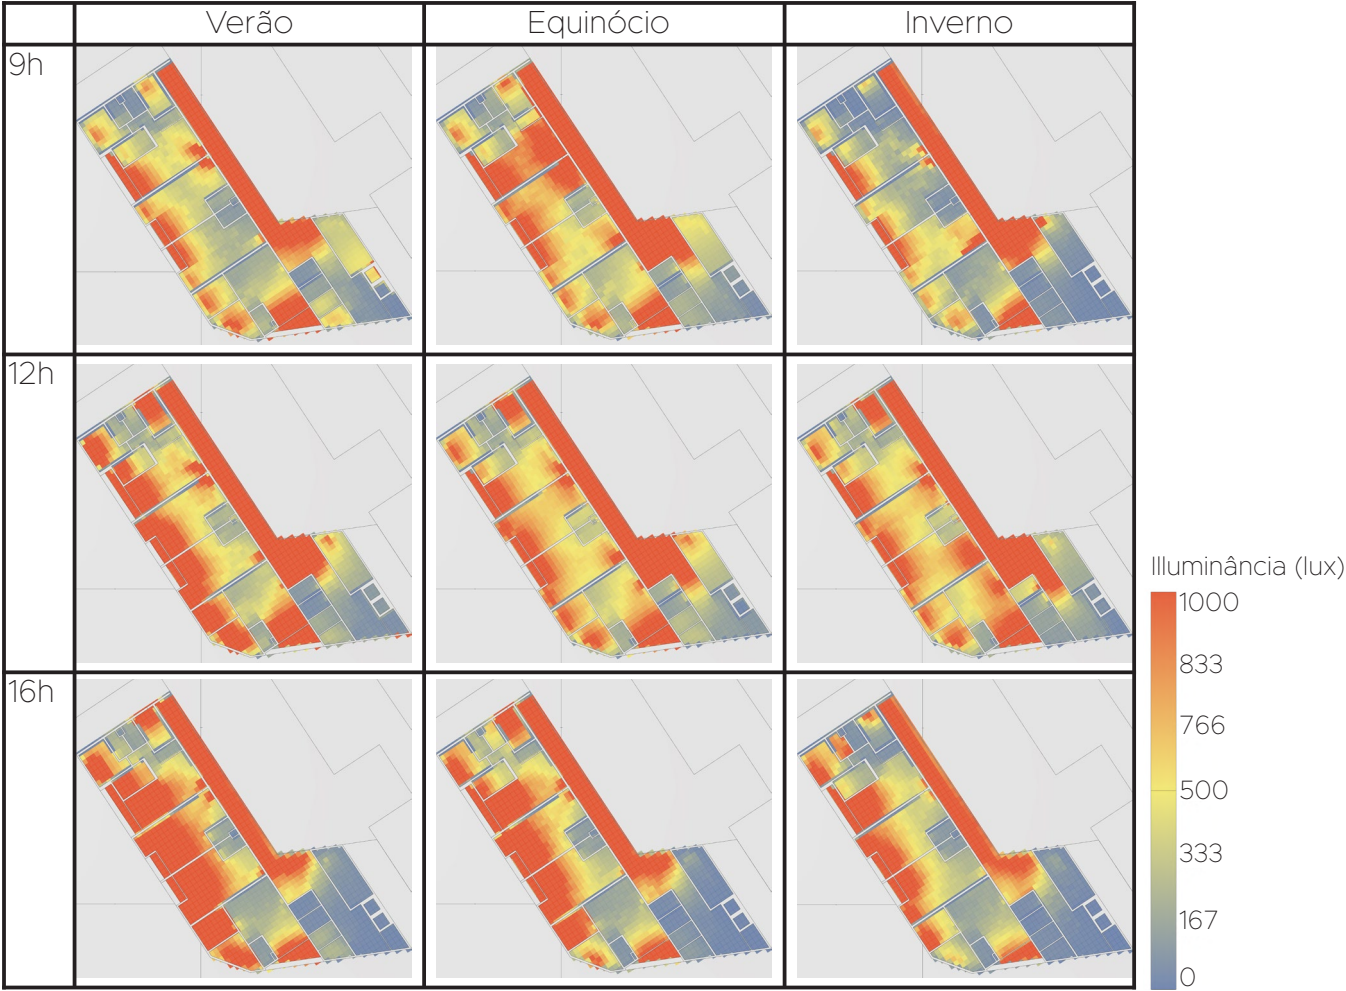 Verão
Equinócio
Inverno
9h
12h
16h
Illuminância (lux)
1000
833
766
500
333
167
0